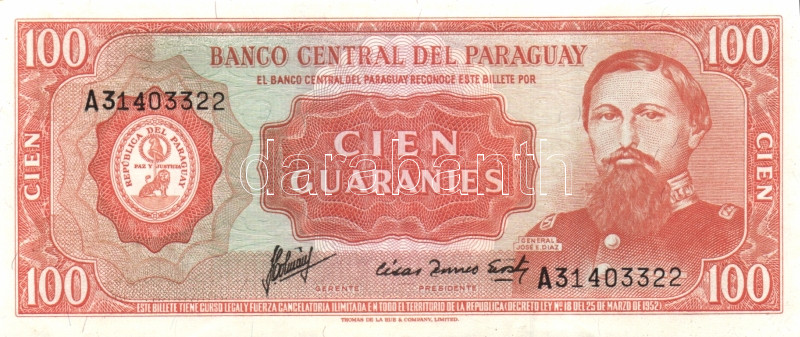 100
BANCO CENTRAL DEL PARAGUAY
100
EL BANCO CENTRAL DEL PARAGUAY RECONOCE ESTE BILLETE POR
A31403322
CIEN
REPÚBLICA DEL PARAGUAY
PAZ Y JUSTICIA
CIEN
GUARANIES
CIEN
darabanth
GENERAL
JOSÉ E. DIAZ
GERENTE
PRESIDENTE
A31403322
100
100
ESTE BILLETE TIENE CURSO LEGAL Y FUERZA CANCELATORIA ILIMITADA EN TODO EL TERRITORIO DE LA REPUBLICA (DECRETO LEY Nº 18 DEL 25 DE MARZO DE 1952)
THOMAS DE LA RUE & COMPANY, LIMITED.